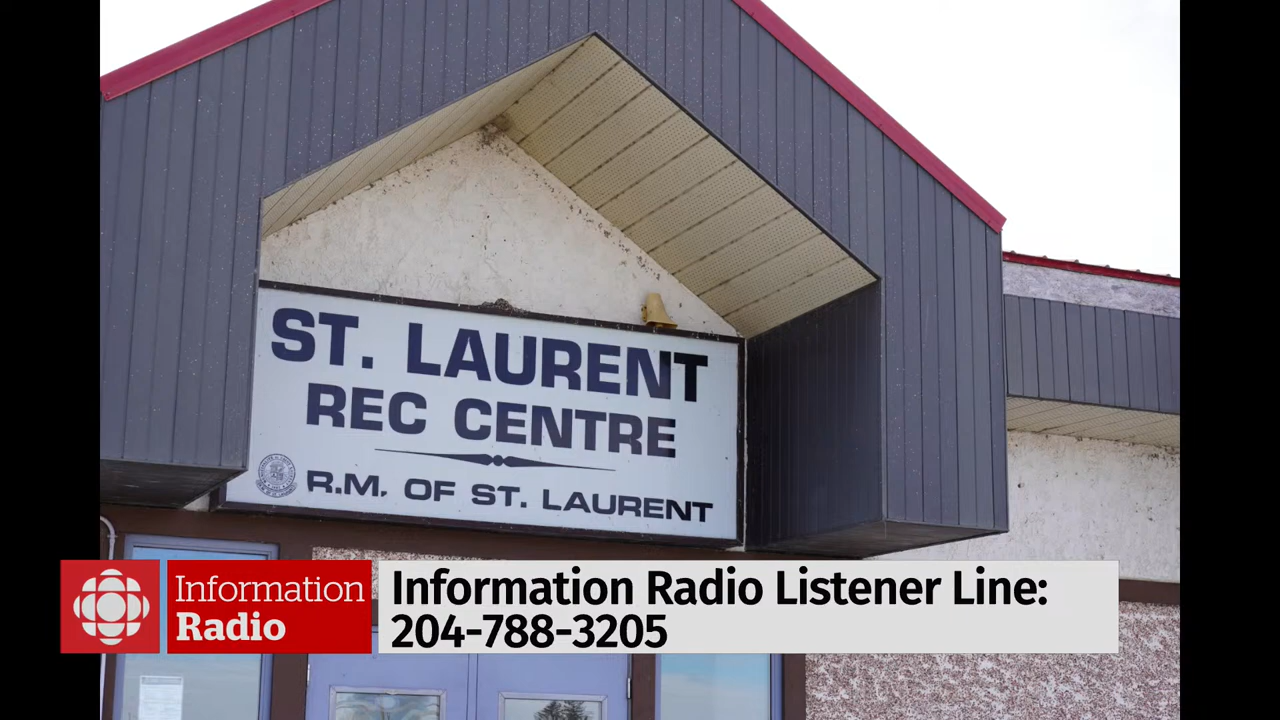 ST. LAURENT
REC CENTRE
R.M. OF ST. LAURENT
Information
Radio
Information Radio Listener Line:
204-788-3205